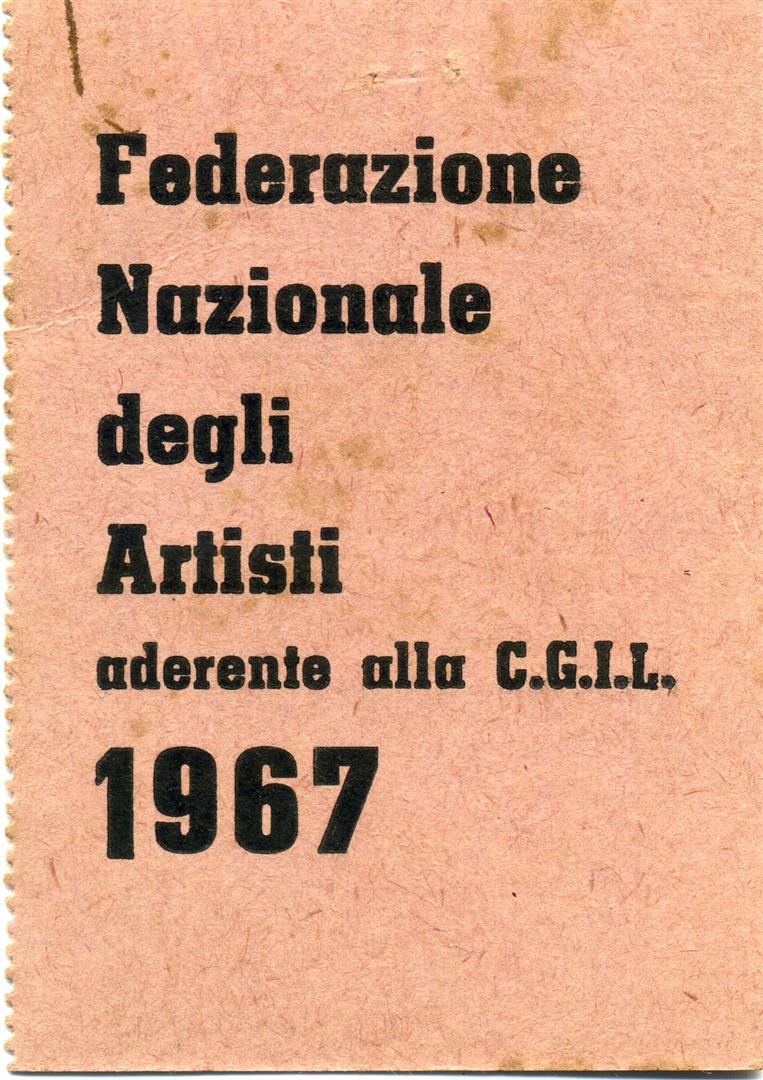 Federazione
Nazionale
degli
Artisti
aderente alla C.G.I.L.
1967